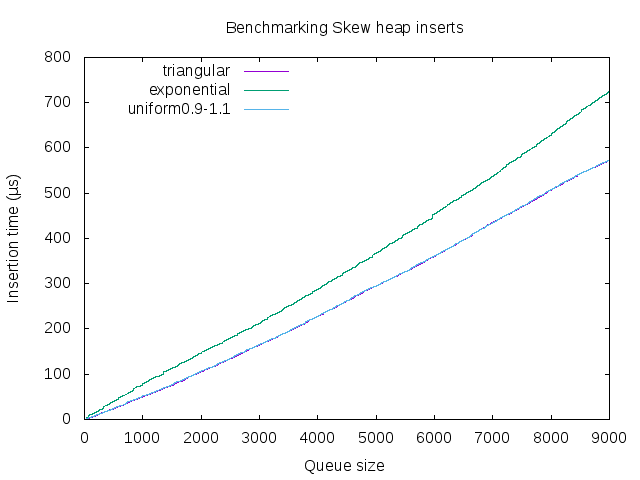 Benchmarking Skew heap inserts
800
700
600
500
400
300
200
100
0
Insertion time (µs)
triangular
exponential
uniform0.9-1.1
0 1000 2000 3000 4000 5000 6000 7000 8000 9000
Queue size